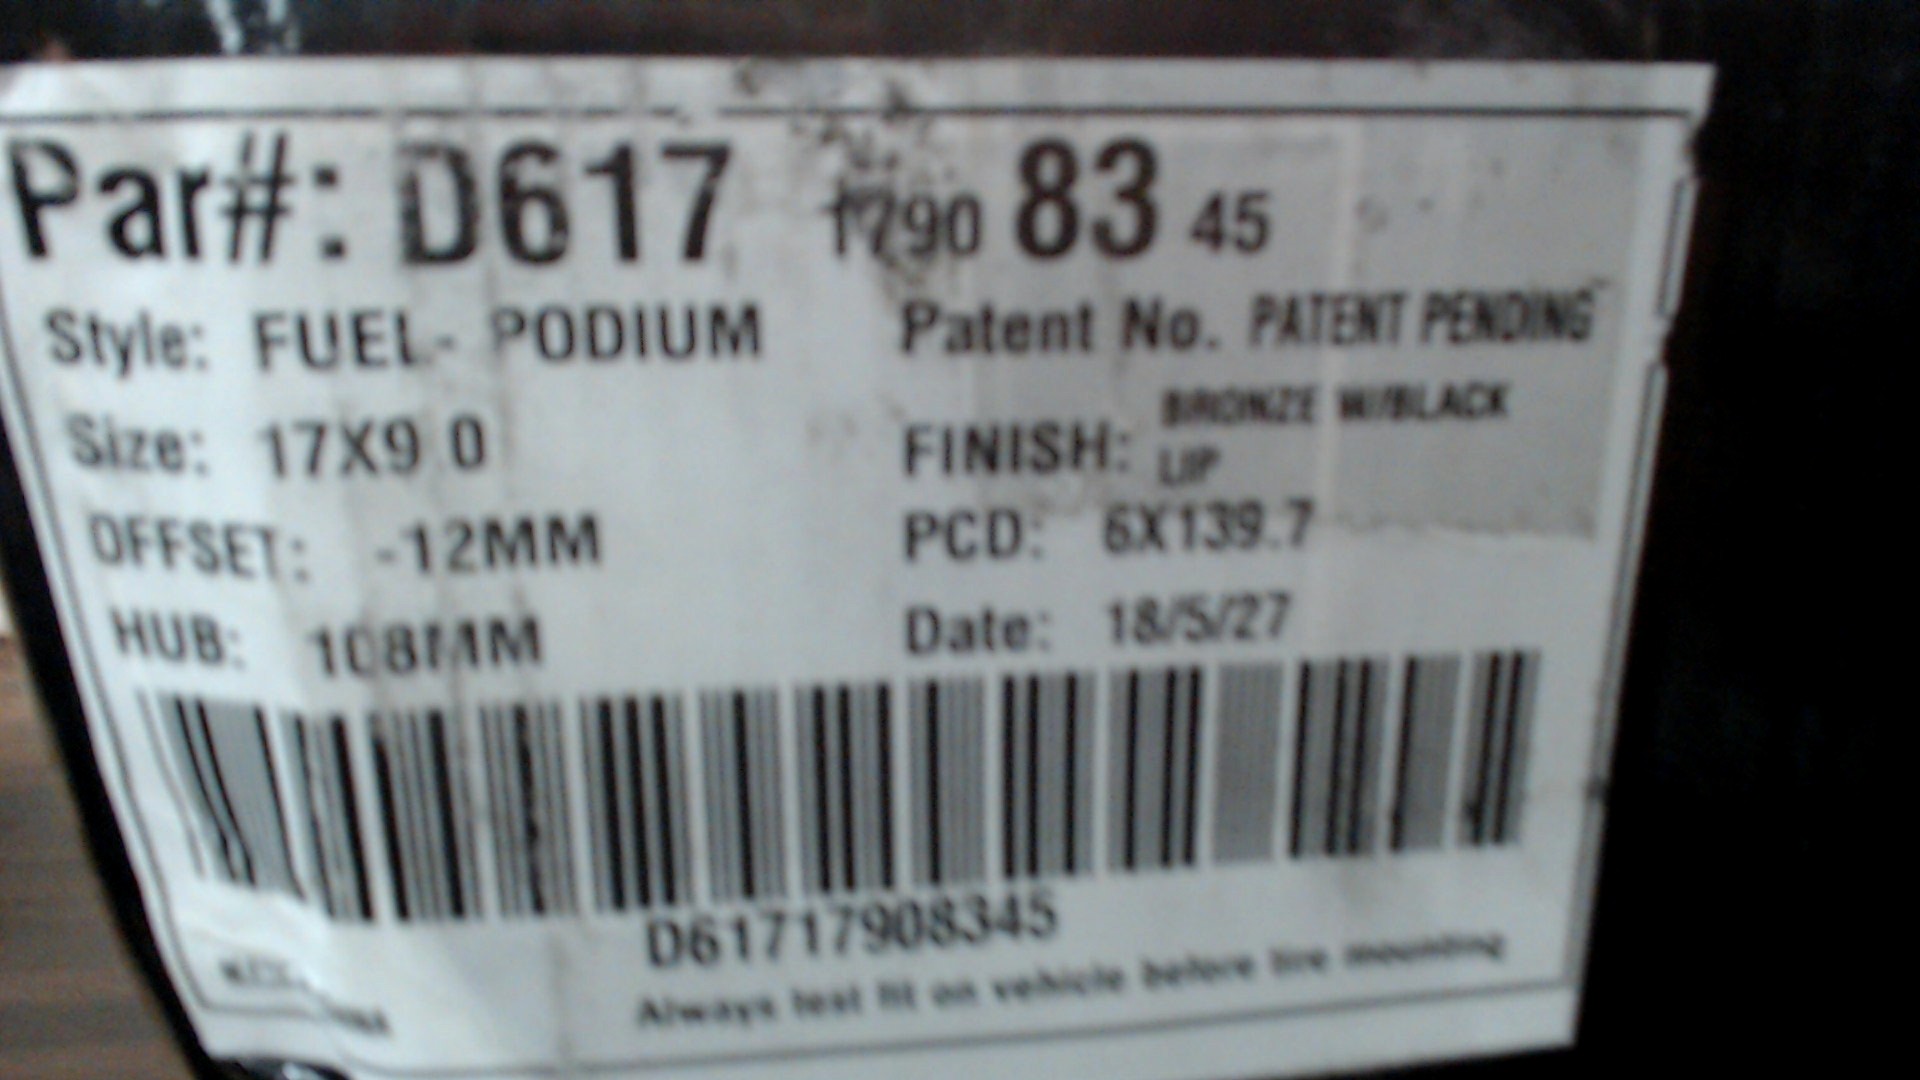 Par#: D617 1790 83 45
Style: FUEL- PODIUM
Patent No. PATENT PENDING
Size: 17X9 0
FINISH: BRONZE W/BLACK
LIP
OFFSET: -12MM
PCD: 6X139.7
HUB: 108MM
Date: 18/5/27
D61717908345
Always test fit on vehicle before tire mounting